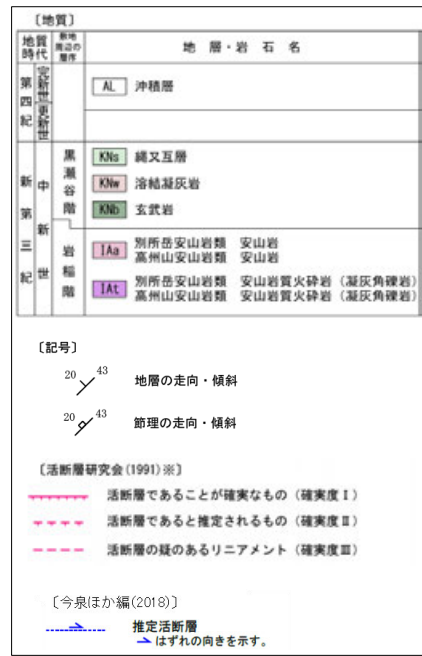 〔地質〕
地質時代
敷地周辺の層序
地層・岩石名
第四紀
完新世
更新世
AL 沖積層
新第三紀
中新世
黒瀬谷階
KNs 縄又互層
KNw 溶結凝灰岩
KNb 玄武岩
岩稲階
IAa 別所岳安山岩類 安山岩
高州山安山岩類 安山岩
IAt 別所岳安山岩類 安山岩質火砕岩（凝灰角礫岩）
高州山安山岩類 安山岩質火砕岩（凝灰角礫岩）
〔記号〕
20 43 地層の走向・傾斜
20 43 節理の走向・傾斜
〔活断層研究会(1991)※〕
活断層であることが確実なもの（確実度Ⅰ）
活断層であると推定されるもの（確実度Ⅱ）
活断層の疑のあるリニアメント（確実度Ⅲ）
〔今泉ほか編(2018)〕
推定活断層
はずれの向きを示す。